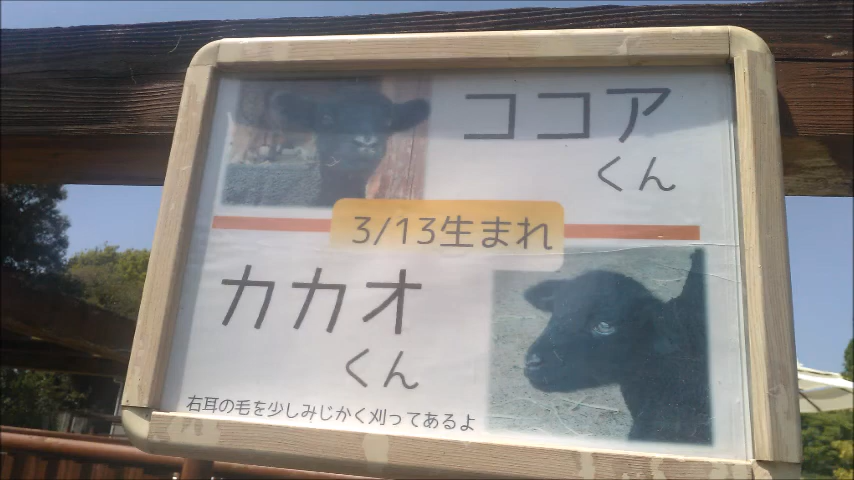 ココア
くん
3/13生まれ
カカオ
くん
右耳の毛を少しみじかく刈ってあるよ